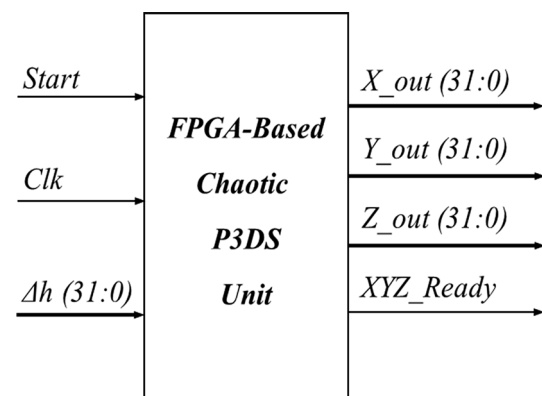 Start
Clk
Δh (31:0)
FPGA-Based
Chaotic
P3DS
Unit
X_out (31:0)
Y_out (31:0)
Z_out (31:0)
XYZ_Ready